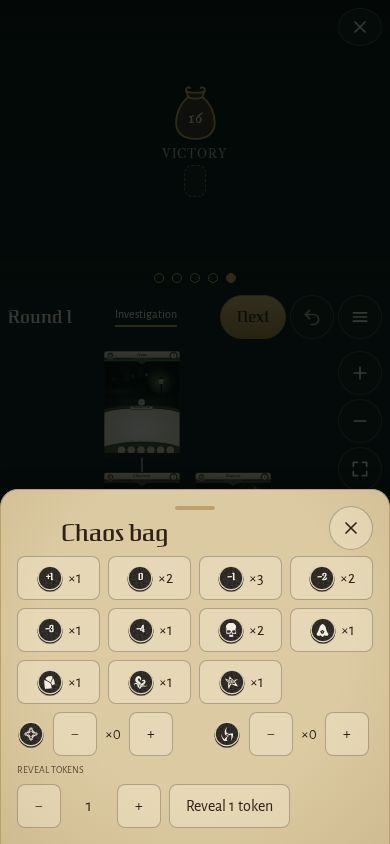 16
VICTORY
Round 1
Investigation
Next
Chaos bag
+1 ×1
0 ×2
-1 ×3
-2 ×2
-3 ×1
-4 ×1
×2
×1
×1
×1
×1
− ×0 +
− ×0 +
REVEAL TOKENS
− 1 + Reveal 1 token